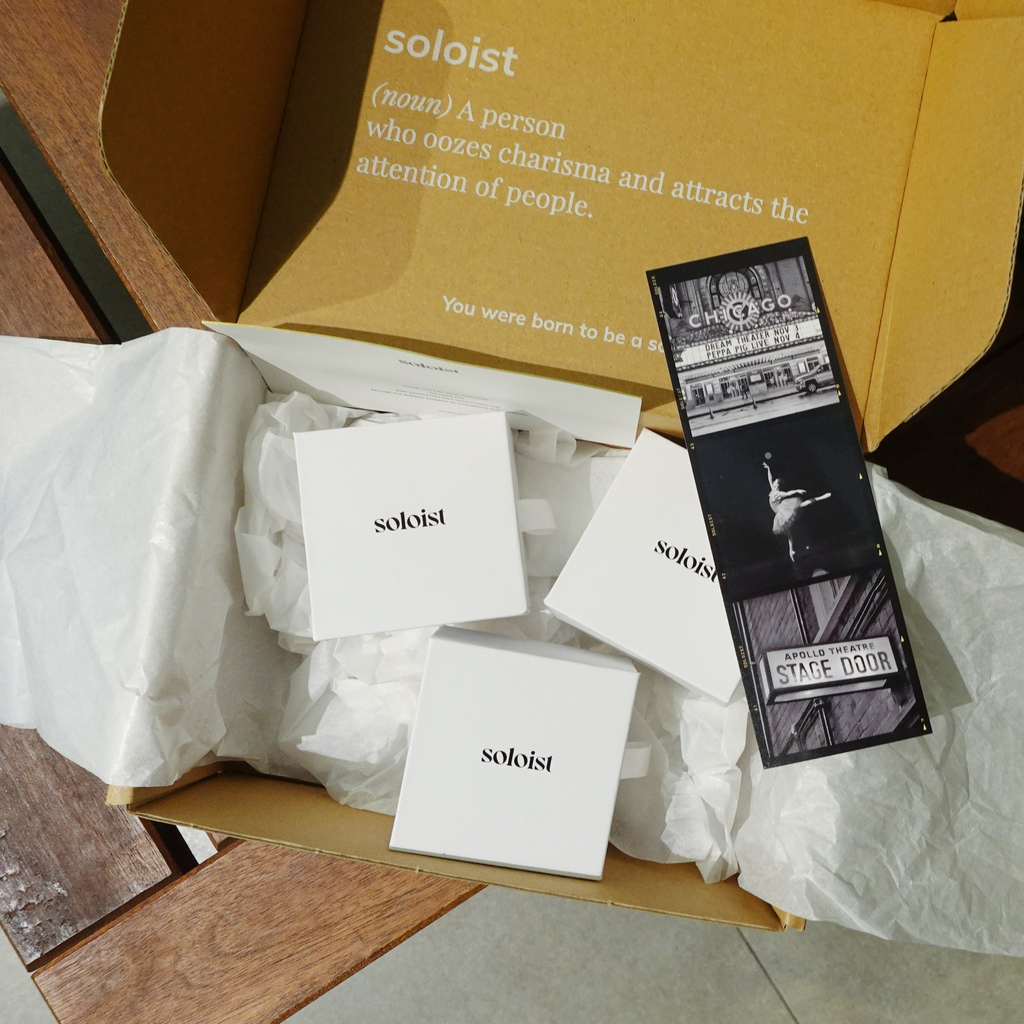 soloist
(noun) A person
who oozes charisma and attracts the
attention of people.
You were born to be a
soloist
soloist
soloist
soloist
CHICAGO
DREAM THEATER NOV 3
PEPPA PIG LIVE NOV 4
APOLLO THEATRE
STAGE DOOR